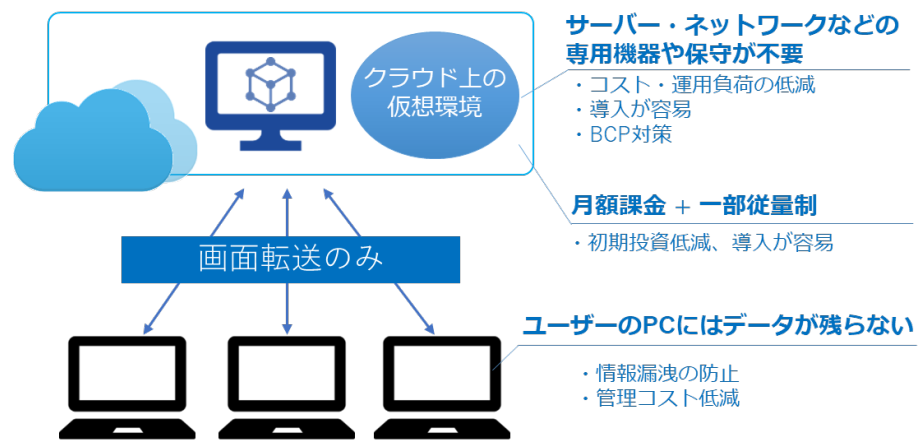 クラウド上の
仮想環境
サーバー・ネットワークなどの
専用機器や保守が不要
・コスト・運用負荷の低減
・導入が容易
・BCP対策
月額課金 + 一部従量制
・初期投資低減、導入が容易
画面転送のみ
ユーザーのPCにはデータが残らない
・情報漏洩の防止
・管理コスト低減